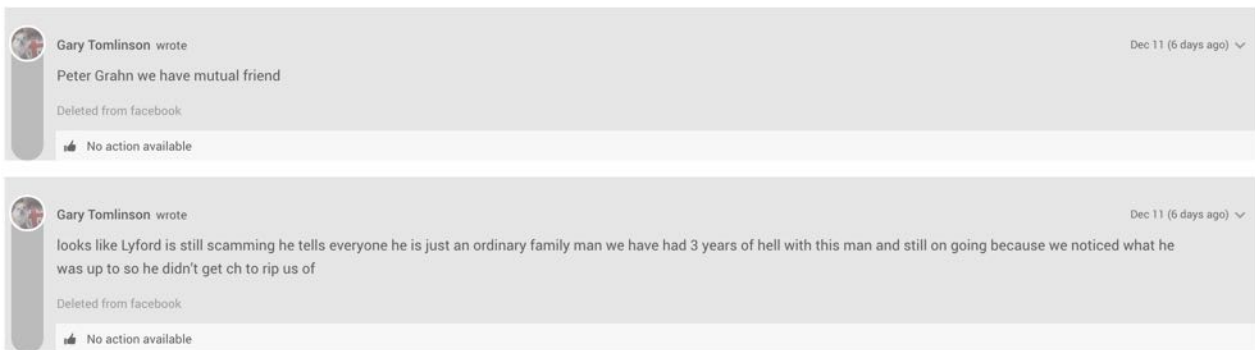 Gary Tomlinson wrote
Dec 11 (6 days ago)
Peter Grahn we have mutual friend
Deleted from facebook
No action available
Gary Tomlinson wrote
Dec 11 (6 days ago)
looks like Lyford is still scamming he tells everyone he is just an ordinary family man we have had 3 years of hell with this man and still on going because we noticed what he
was up to so he didn't get ch to rip us of
Deleted from facebook
No action available